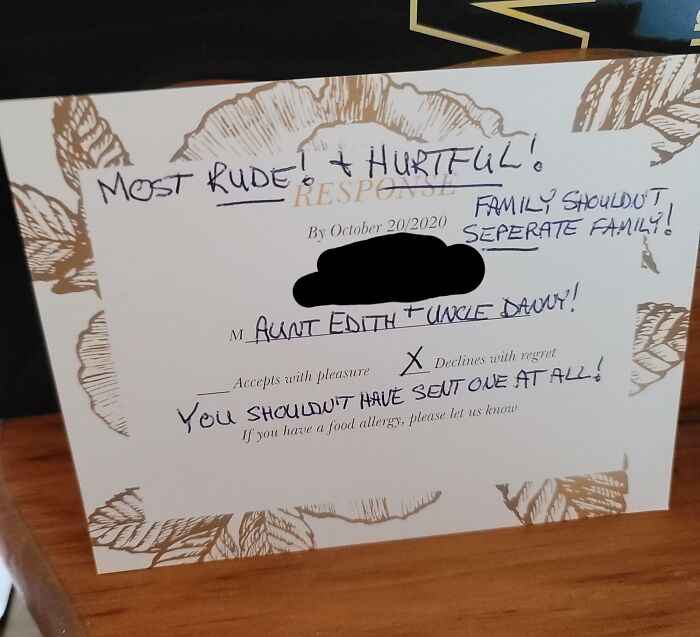 MOST RUDE! + HURTFUL!
RESPONSE
FAMILY SHOULDN'T
SEPERATE FAMILY!
By October 20/2020
M AUNT EDITH + UNCLE DANNY!
Accepts with pleasure X Declines with regret
YOU SHOULDN'T HAVE SENT ONE AT ALL!
If you have a food allergy, please let us know